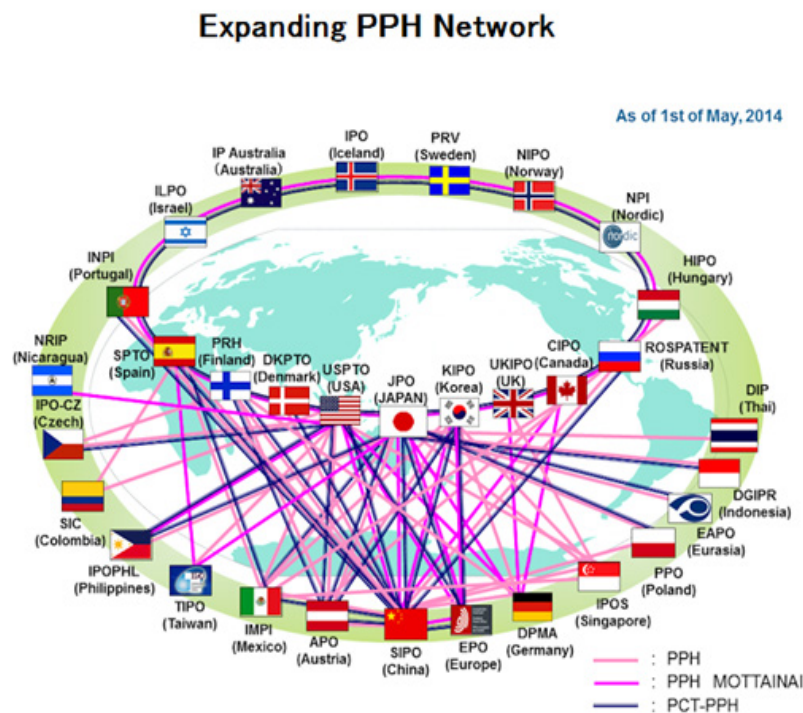 Expanding PPH Network
As of 1st of May, 2014
IPO
(Iceland)
PRV
(Sweden)
IP Australia
(Australia)
NIPO
(Norway)
ILPO
(Israel)
NPI
(Nordic)
nordic
INPI
(Portugal)
HIPO
(Hungary)
NRIP
(Nicaragua)
SPTO
(Spain)
PRH
(Finland)
DKPTO
(Denmark)
USPTO
(USA)
JPO
(JAPAN)
KIPO
(Korea)
UKIPO
(UK)
CIPO
(Canada)
ROSPATENT
(Russia)
IPO-CZ
(Czech)
DIP
(Thai)
SIC
(Colombia)
DGIPR
(Indonesia)
EAPO
(Eurasia)
IPOPHL
(Philippines)
PPO
(Poland)
TIPO
(Taiwan)
IMPI
(Mexico)
APO
(Austria)
SIPO
(China)
EPO
(Europe)
DPMA
(Germany)
IPOS
(Singapore)
: PPH
: PPH MOTTAINAI
: PCT-PPH